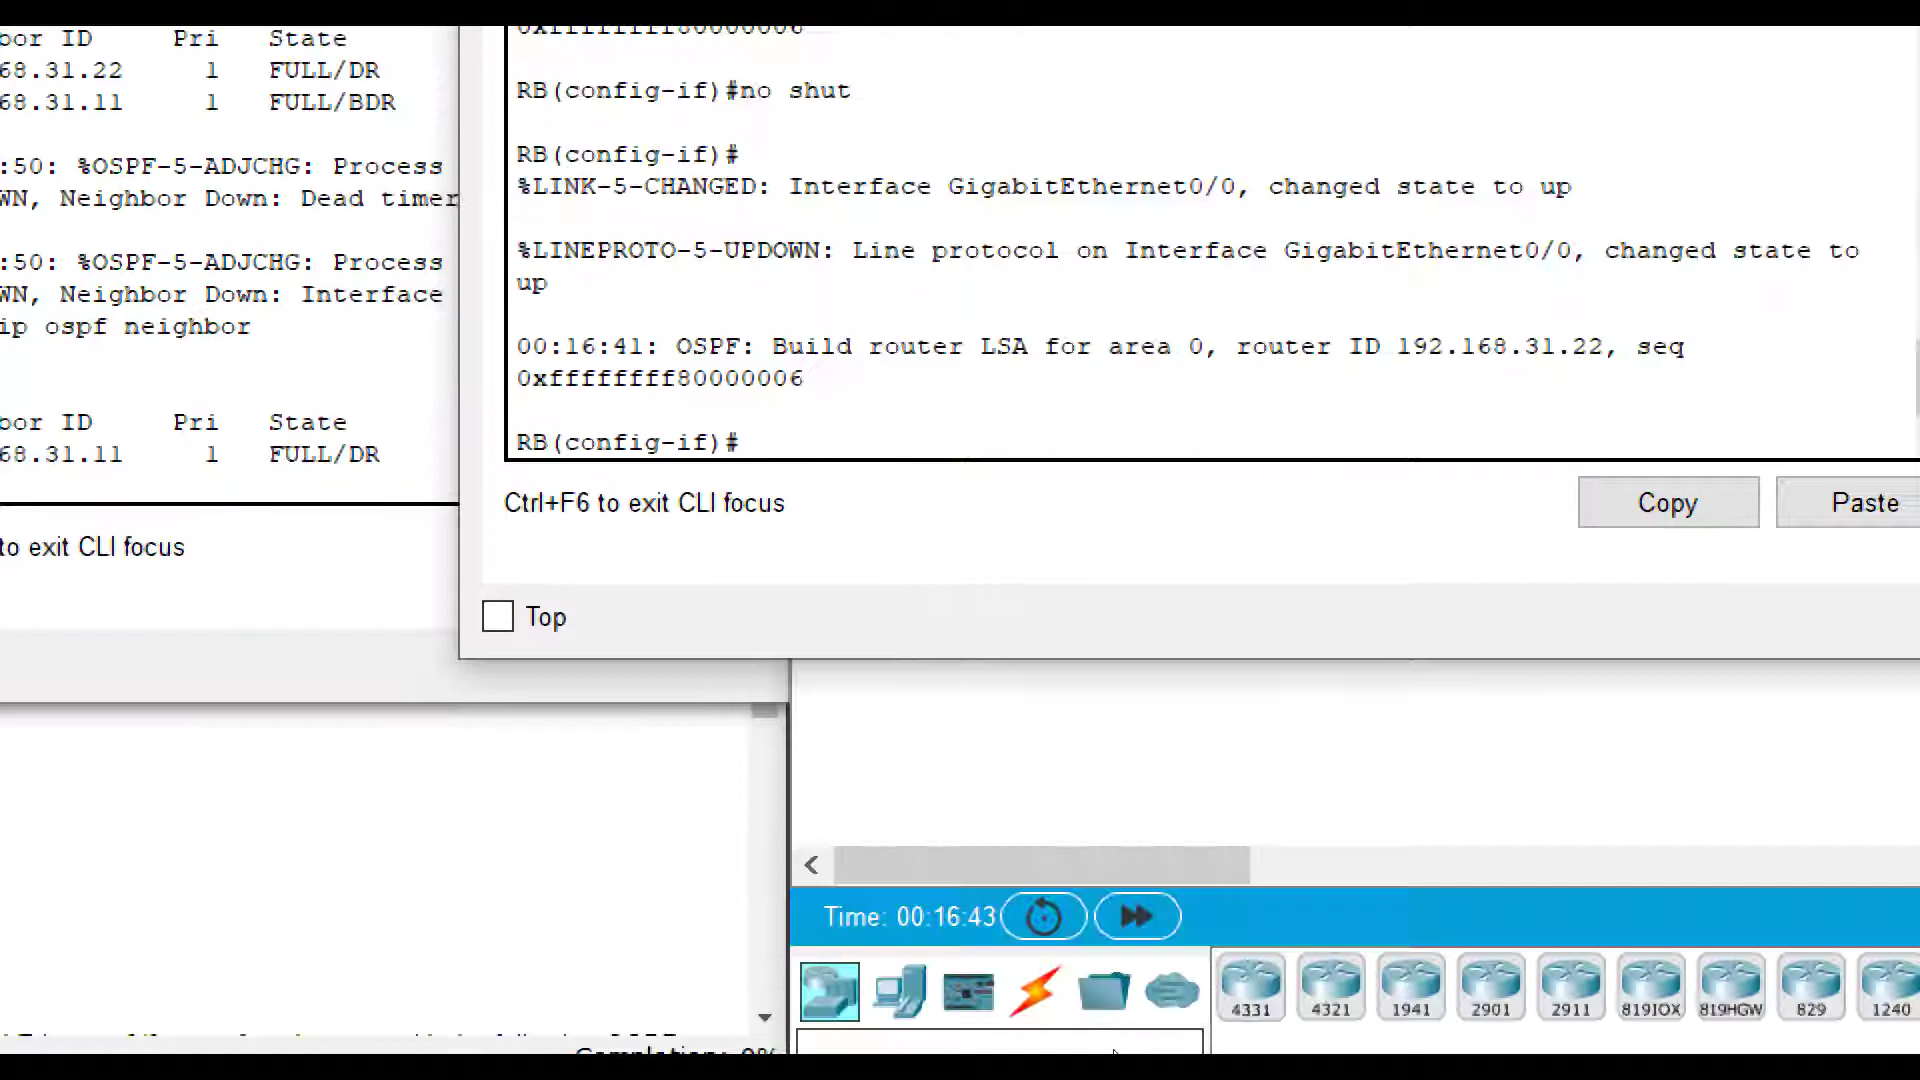 bor ID     Pri   State
68.31.22     1   FULL/DR
68.31.11     1   FULL/BDR
:50: %OSPF-5-ADJCHG: Process
WN, Neighbor Down: Dead timer
:50: %OSPF-5-ADJCHG: Process
WN, Neighbor Down: Interface
ip ospf neighbor
bor ID     Pri   State
68.31.11     1   FULL/DR
to exit CLI focus
0xffffffff80000006
RB(config-if)#no shut
RB(config-if)#
%LINK-5-CHANGED: Interface GigabitEthernet0/0, changed state to up
%LINEPROTO-5-UPDOWN: Line protocol on Interface GigabitEthernet0/0, changed state to
up
00:16:41: OSPF: Build router LSA for area 0, router ID 192.168.31.22, seq
0xffffffff80000006
RB(config-if)#
Ctrl+F6 to exit CLI focus
Copy
Paste
Top
Time: 00:16:43
4331
4321
1941
2901
2911
819IOX
819HGW
829
1240
Completion: 0%